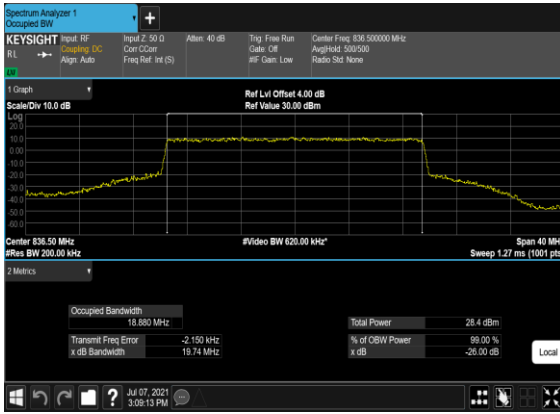 Spectrum Analyzer 1
Occupied BW
KEYSIGHT
RL
Input: RF
Coupling: DC
Align: Auto
Input Z: 50 Ω
Corr CCorr
Freq Ref: Int (S)
Atten: 40 dB
Trig: Free Run
Gate: Off
#IF Gain: Low
Center Freq: 836.500000 MHz
Avg|Hold: 500/500
Radio Std: None
LW
1 Graph
Scale/Div 10.0 dB
Ref Lvl Offset 4.00 dB
Ref Value 30.00 dBm
Log
20.0
10.0
0.00
-10.0
-20.0
-30.0
-40.0
-50.0
-60.0
Center 836.50 MHz
#Res BW 200.00 kHz
#Video BW 620.00 kHz*
Span 40 MH
Sweep 1.27 ms (1001 pts
2 Metrics
Occupied Bandwidth
18.880 MHz
Transmit Freq Error -2.150 kHz
x dB Bandwidth 19.74 MHz
Total Power 28.4 dBm
% of OBW Power 99.00 %
x dB -26.00 dB
Local
Jul 07, 2021
3:09:13 PM